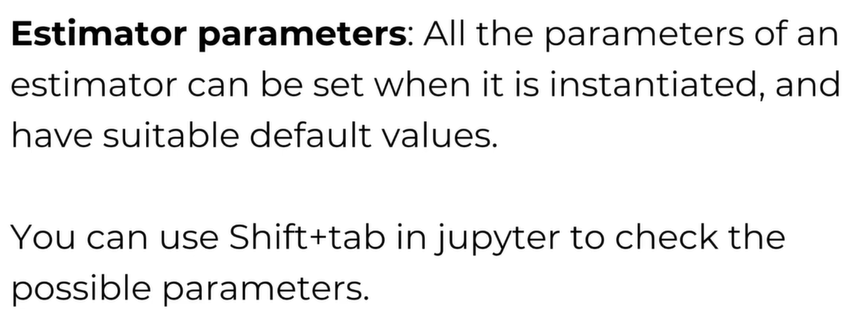 Estimator parameters: All the parameters of an
estimator can be set when it is instantiated, and
have suitable default values.
You can use Shift+tab in jupyter to check the
possible parameters.